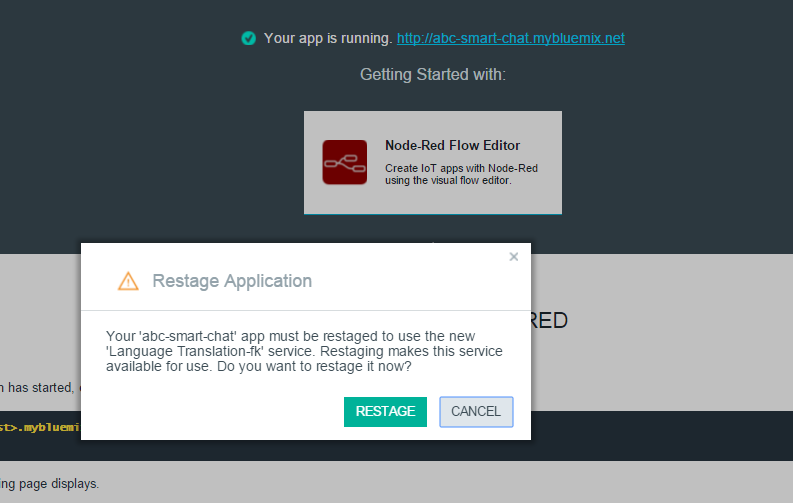 Your app is running. http://abc-smart-chat.mybluemix.net
Getting Started with:
Node-Red Flow Editor
Create IoT apps with Node-Red
using the visual flow editor.
×
Restage Application
RED
Your 'abc-smart-chat' app must be restaged to use the new
'Language Translation-fk' service. Restaging makes this service
available for use. Do you want to restage it now?
has started,
RESTAGE CANCEL
st>.mybluemi
ing page displays.